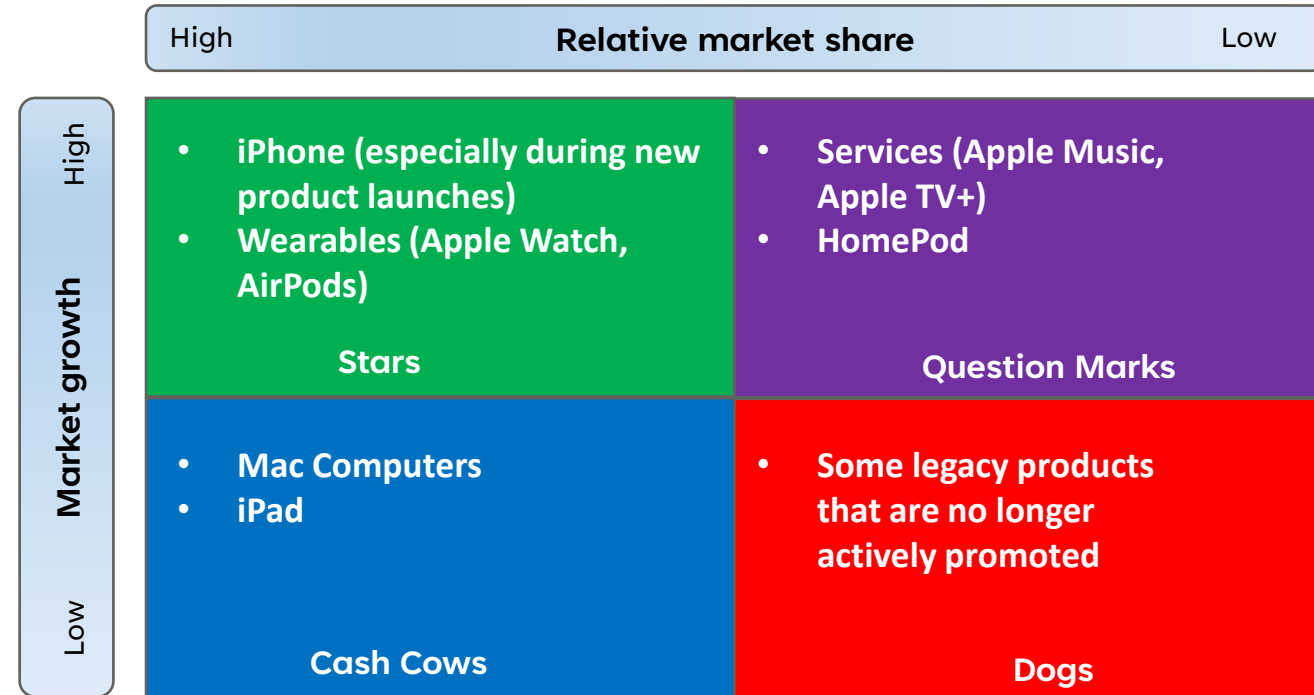 High Relative market share Low
High
Market growth
Low
• iPhone (especially during new
product launches)
• Wearables (Apple Watch,
AirPods)
Stars
• Services (Apple Music,
Apple TV+)
• HomePod
Question Marks
• Mac Computers
• iPad
Cash Cows
• Some legacy products
that are no longer
actively promoted
Dogs